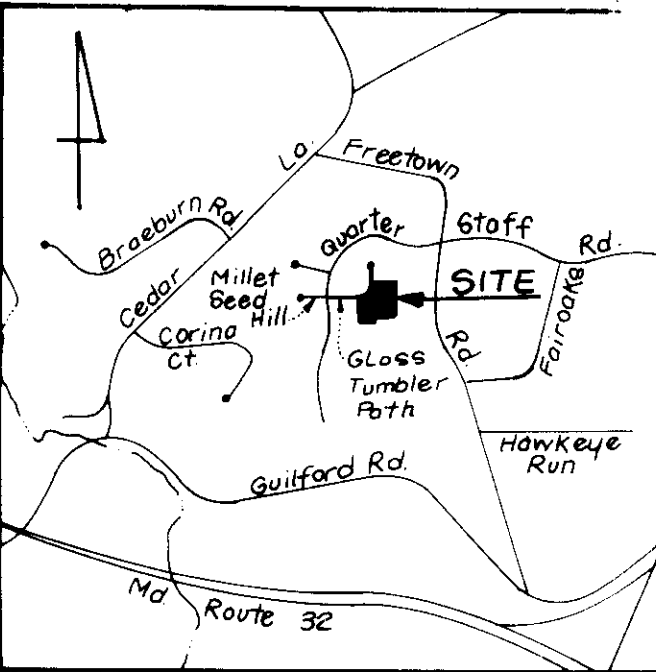 La.
Freetown
Braeburn Rd.
Quarter
Staff
Rd.
Millet
Seed
Hill
SITE
Cedar
Corina
Ct.
Rd.
Fairoaks
Glass
Tumbler
Path
Hawkeye
Run
Guilford Rd.
Md. Route 32